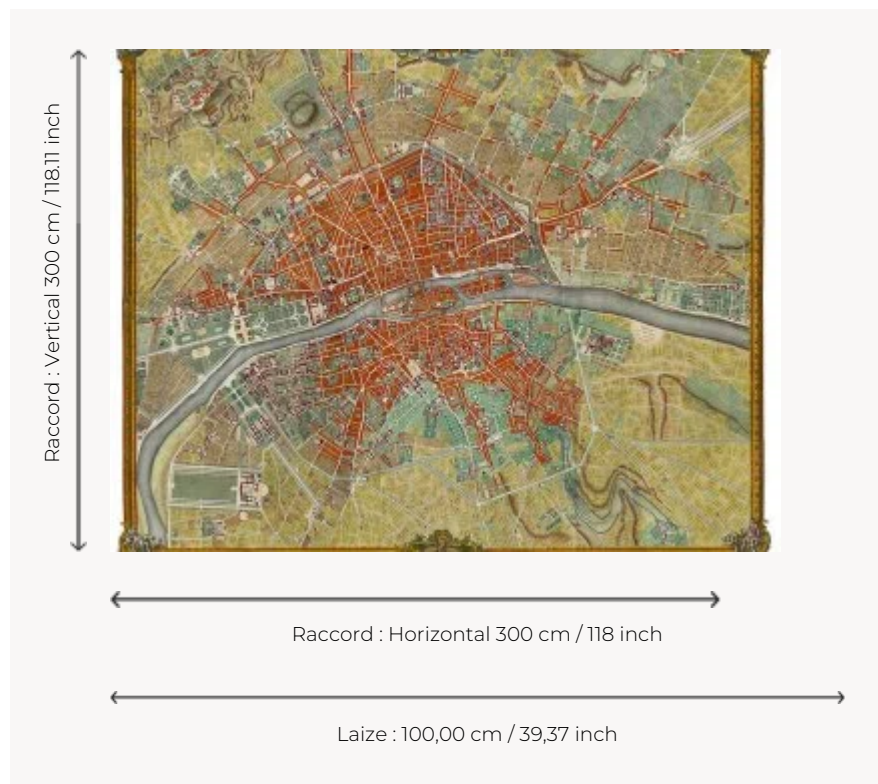 Raccord : Vertical 300 cm / 118.11 inch
Raccord : Horizontal 300 cm / 118 inch
Laize : 100,00 cm / 39,37 inch